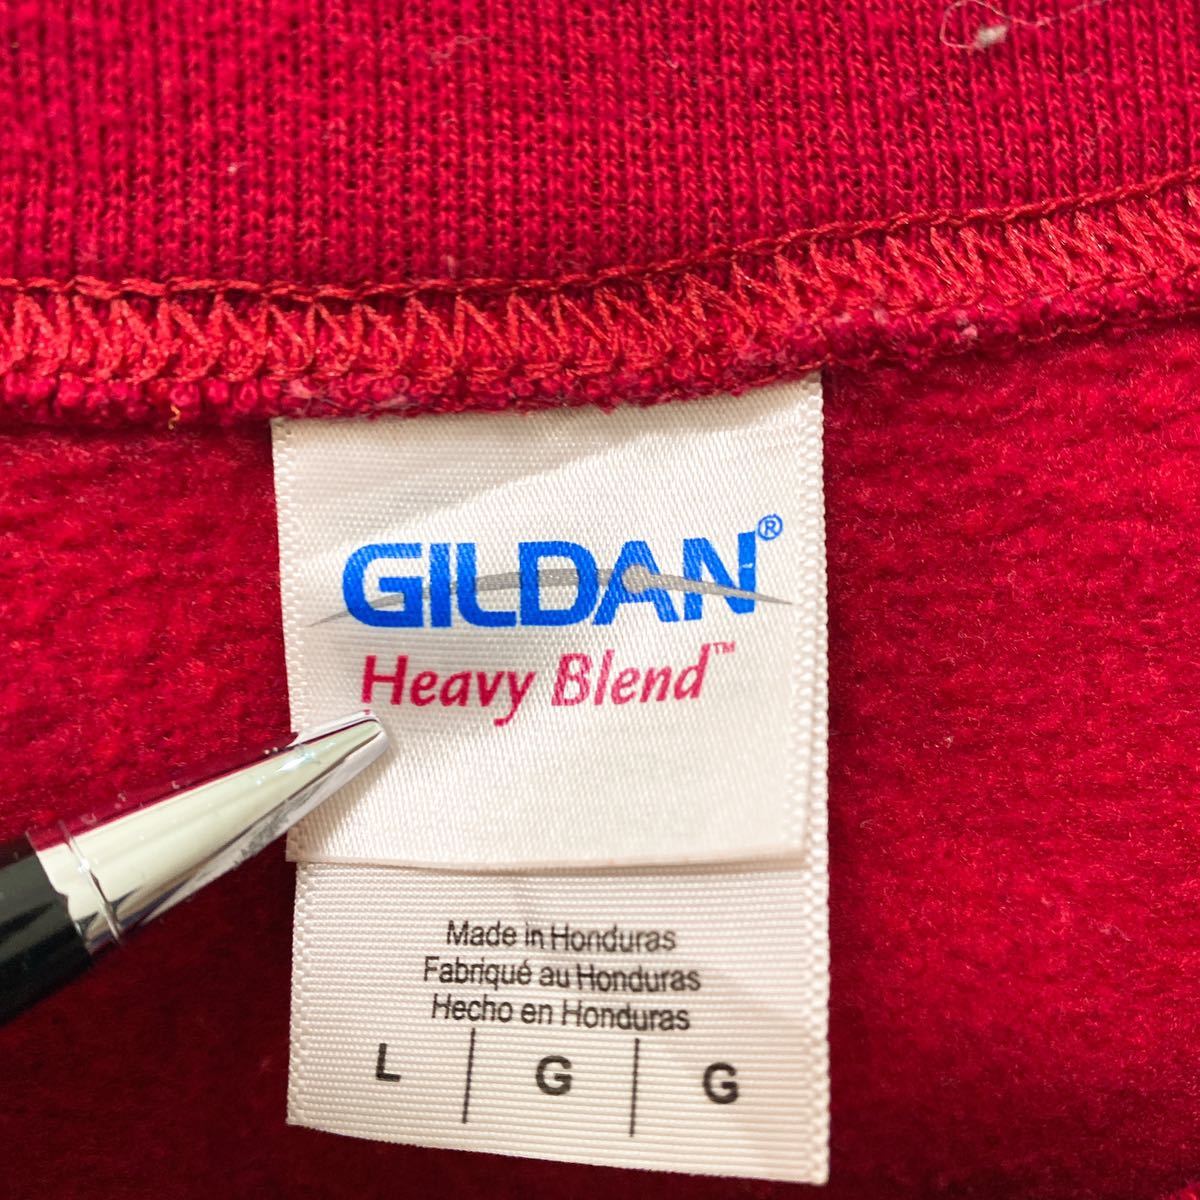 GILDAN®
Heavy Blend™
Made in Honduras
Fabriqué au Honduras
Hecho en Honduras
L | G | G